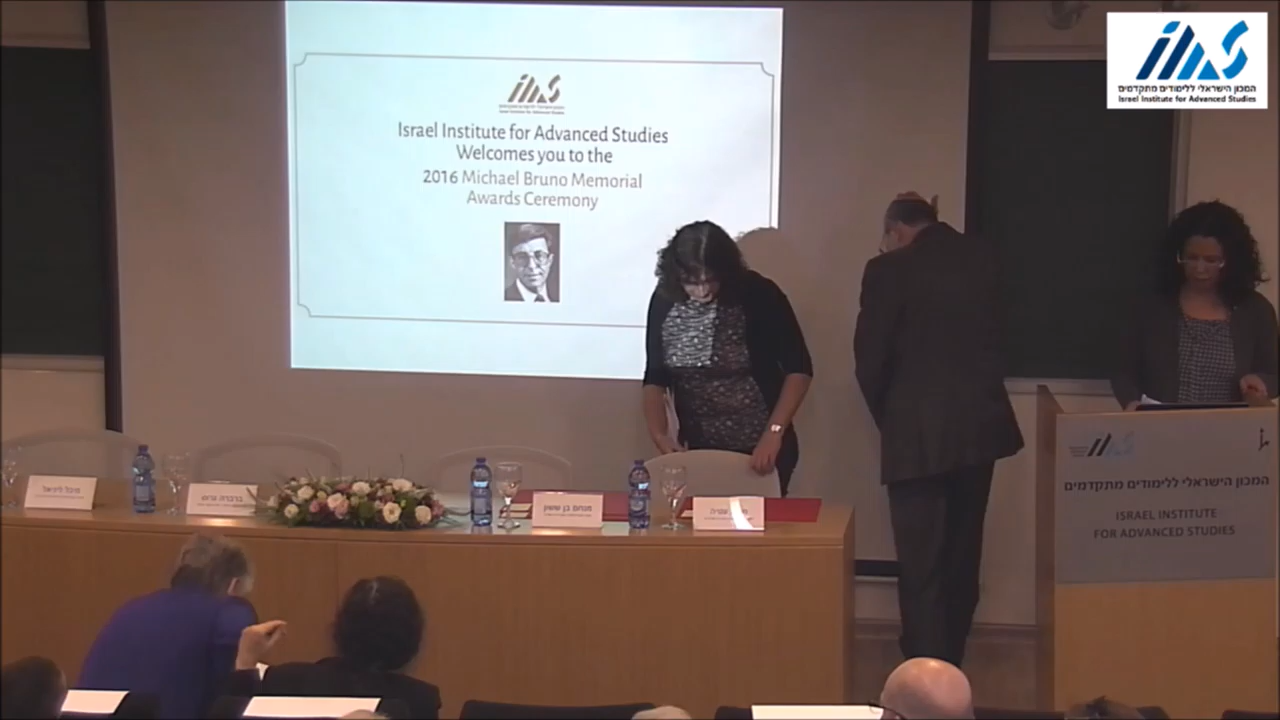 המכון הישראלי ללימודים מתקדמים
Israel Institute for Advanced Studies
Israel Institute for Advanced Studies
Welcomes you to the
2016 Michael Bruno Memorial
Awards Ceremony
מיכל ליניאל
ברברה גרוס
מנחם בן ששון
המכון הישראלי ללימודים מתקדמים
ISRAEL INSTITUTE
FOR ADVANCED STUDIES